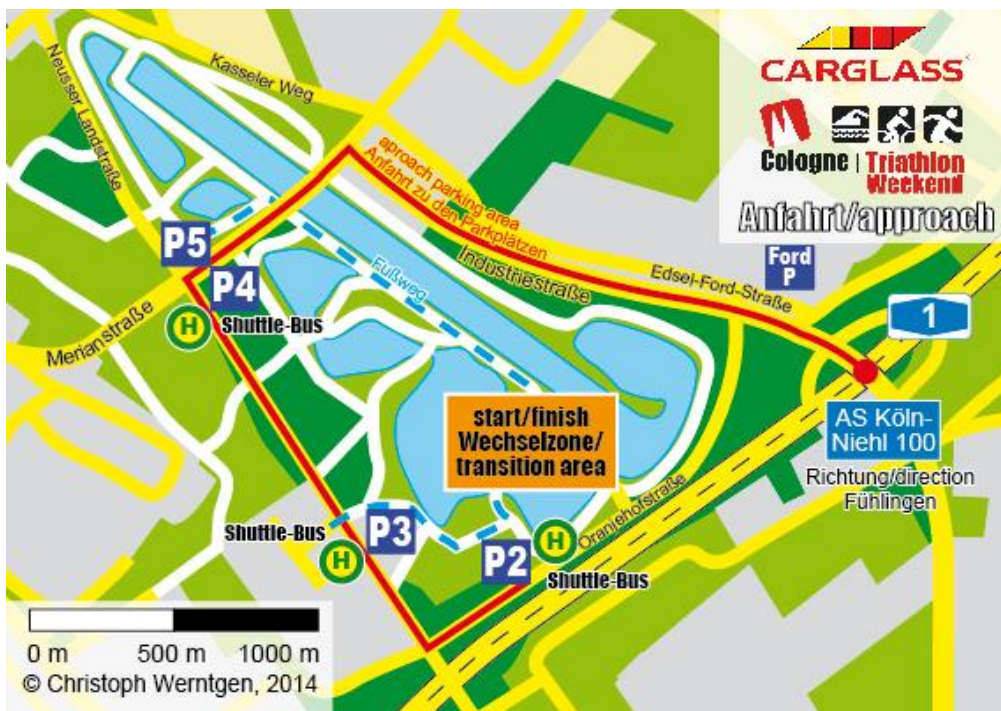 CARGLASS
Cologne | Triathlon
Weekend
Anfahrt/approach
Neusser Landstraße
Kasseler Weg
aproach parking area
Anfahrt zu den Parkplätzen
Industriestraße
Edsel-Ford-Straße
Ford
P
1
P5
P4
Fußweg
H
Shuttle-Bus
Merianstraße
start/finish
Wechselzone/
transition area
AS Köln-
Niehl 100
Richtung/direction
Fühlingen
Oranjehofstraße
Shuttle-Bus
H
P3
P2
H
Shuttle-Bus
0 m 500 m 1000 m
© Christoph Werntgen, 2014